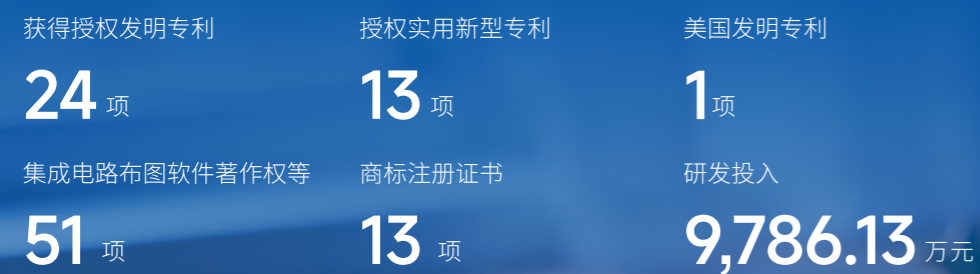 获得授权发明专利 授权实用新型专利 美国发明专利
24 项 13 项 1 项
集成电路布图软件著作权等 商标注册证书 研发投入
51 项 13 项 9,786.13 万元